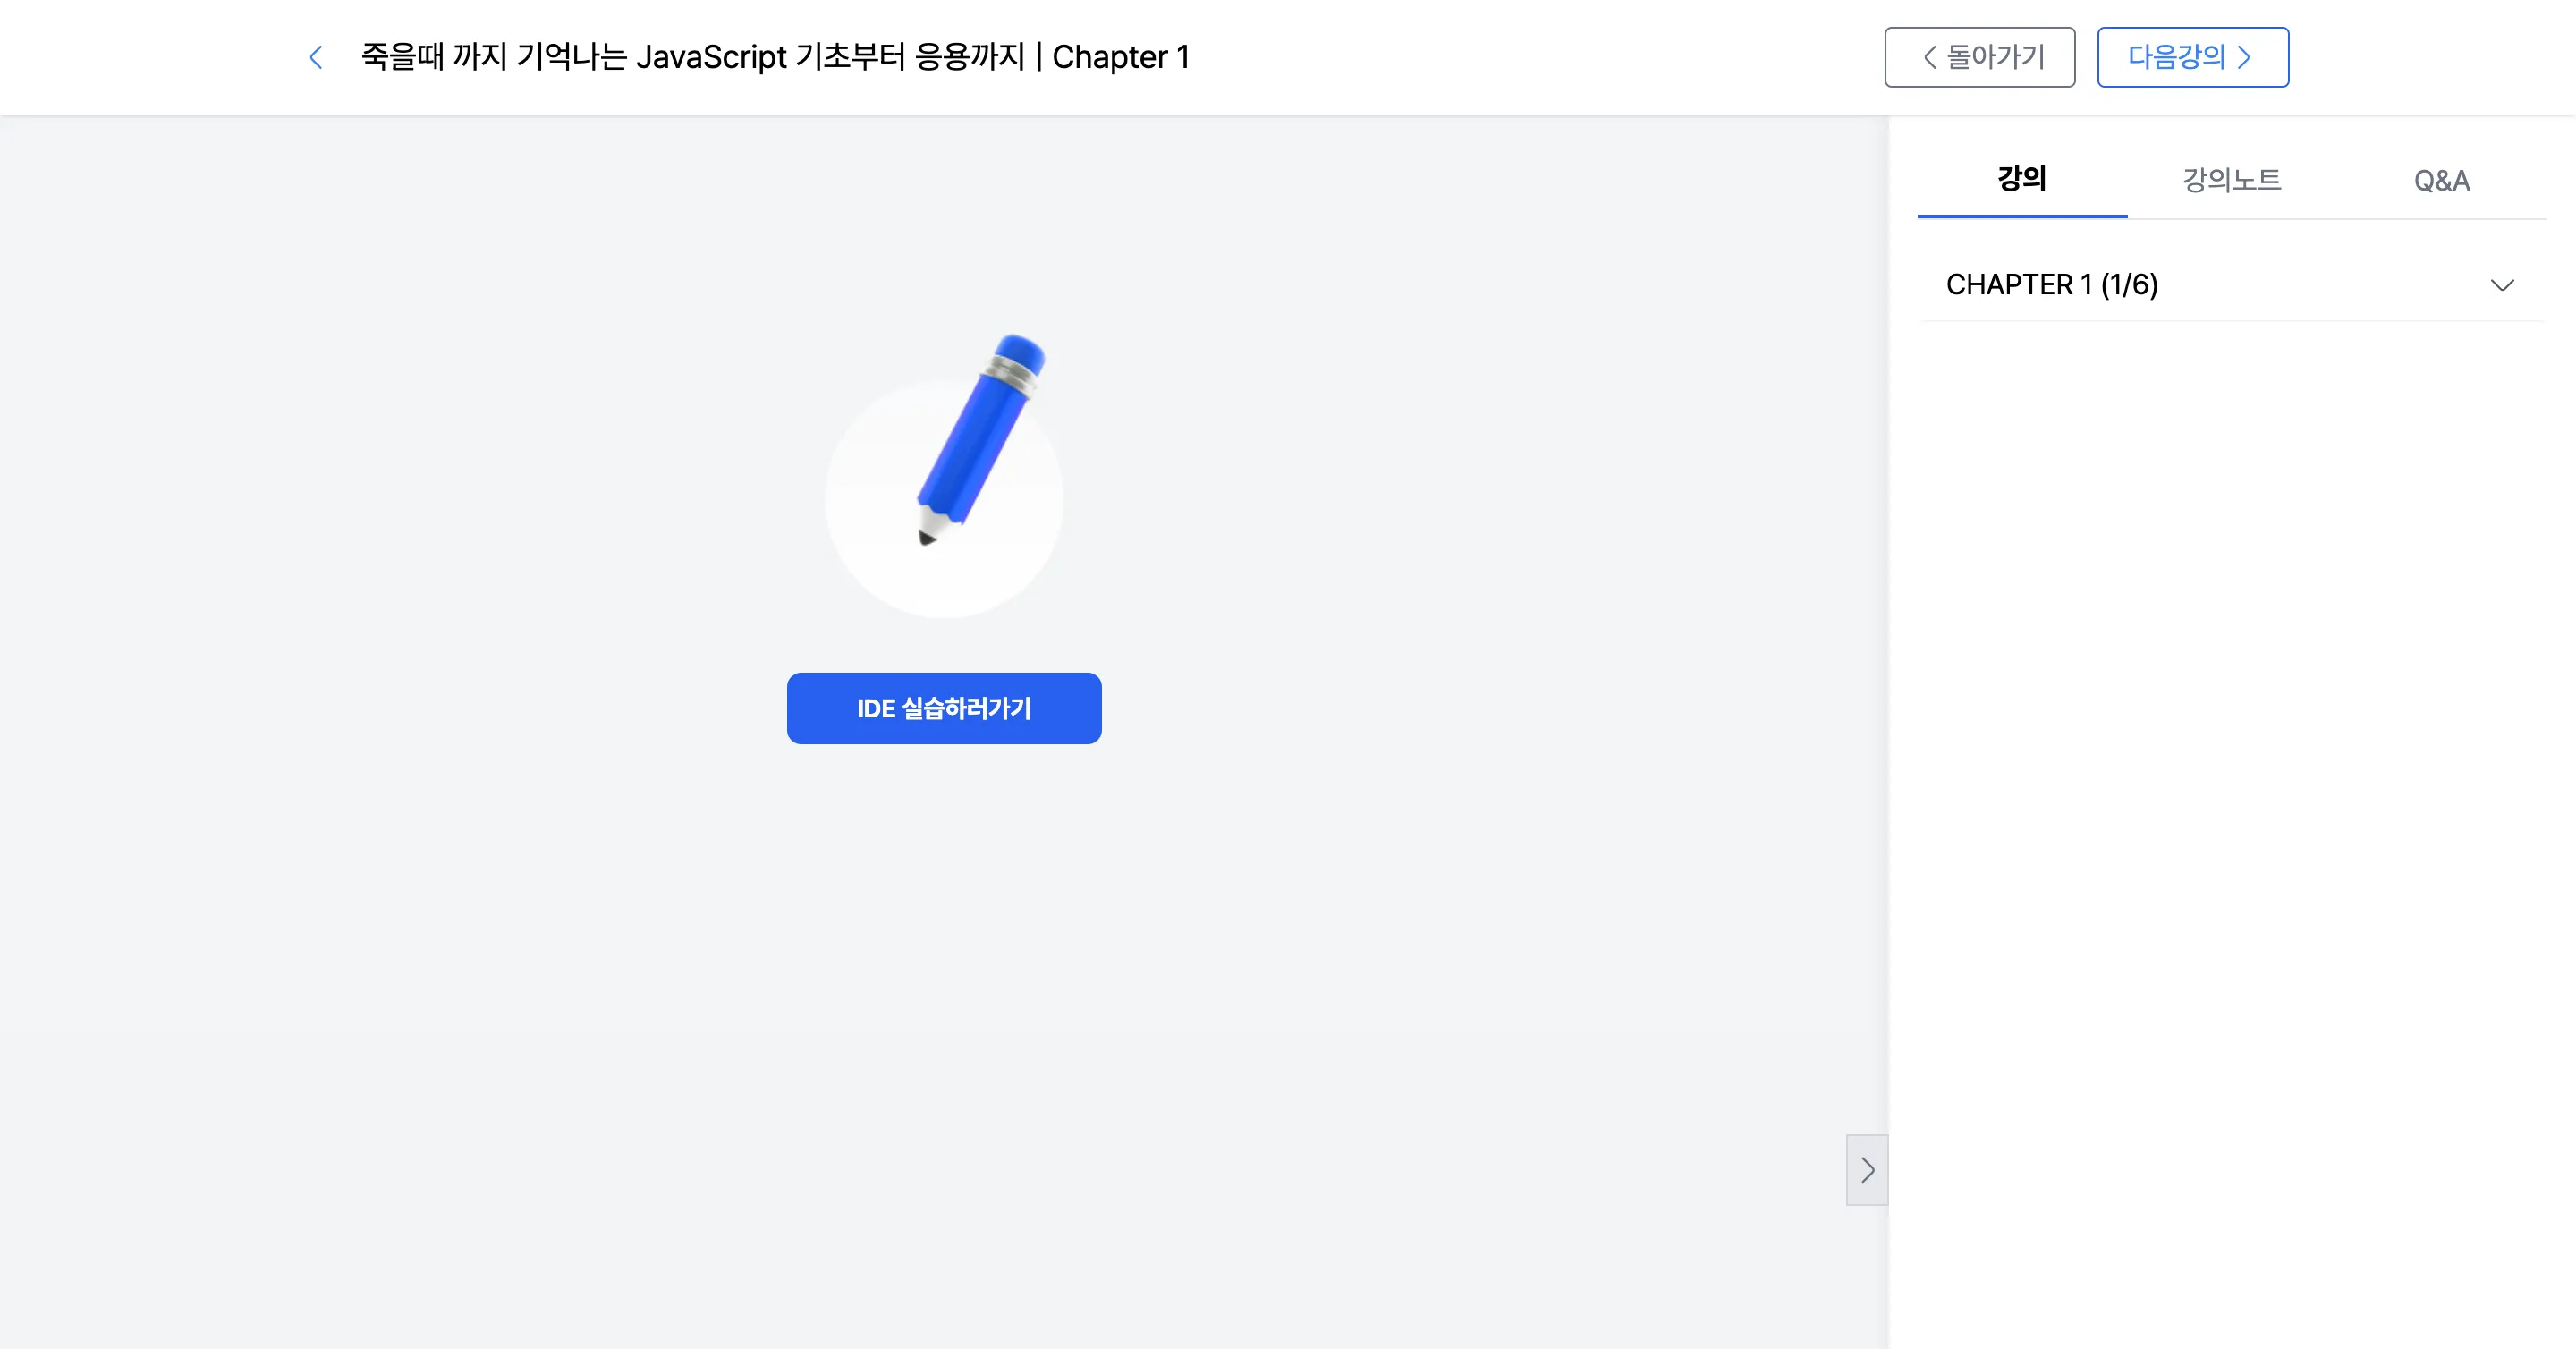 죽을때 까지 기억나는 JavaScript 기초부터 응용까지 | Chapter 1
돌아가기
다음강의
강의
강의노트
Q&A
CHAPTER 1 (1/6)
IDE 실습하러가기